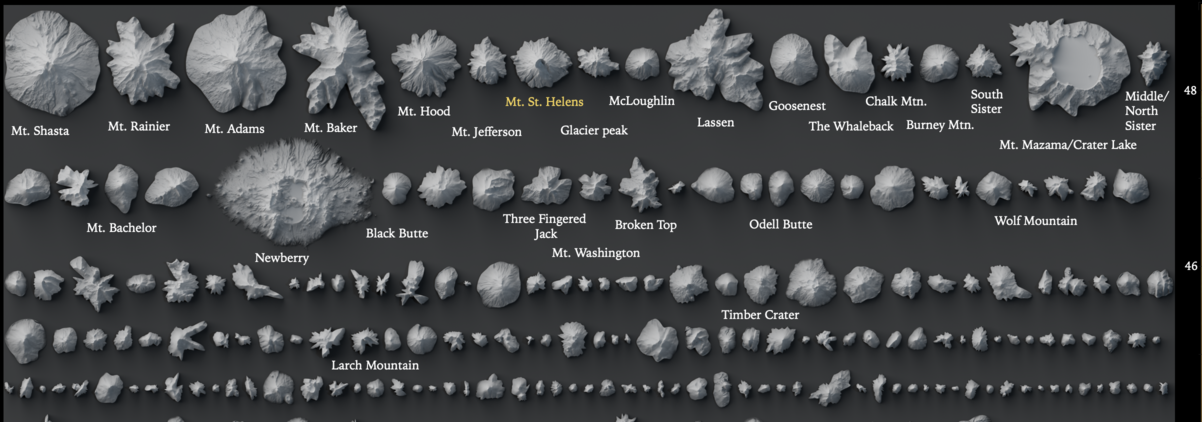 Mt. Shasta
Mt. Rainier
Mt. Adams
Mt. Baker
Mt. Hood
Mt. Jefferson
Mt. St. Helens
Glacier peak
McLoughlin
Lassen
Goosenest
The Whaleback
Chalk Mtn.
Burney Mtn.
South
Sister
Mt. Mazama/Crater Lake
Middle/
North
Sister
48
Mt. Bachelor
Newberry
Black Butte
Three Fingered
Jack
Mt. Washington
Broken Top
Odell Butte
Wolf Mountain
46
Timber Crater
Larch Mountain